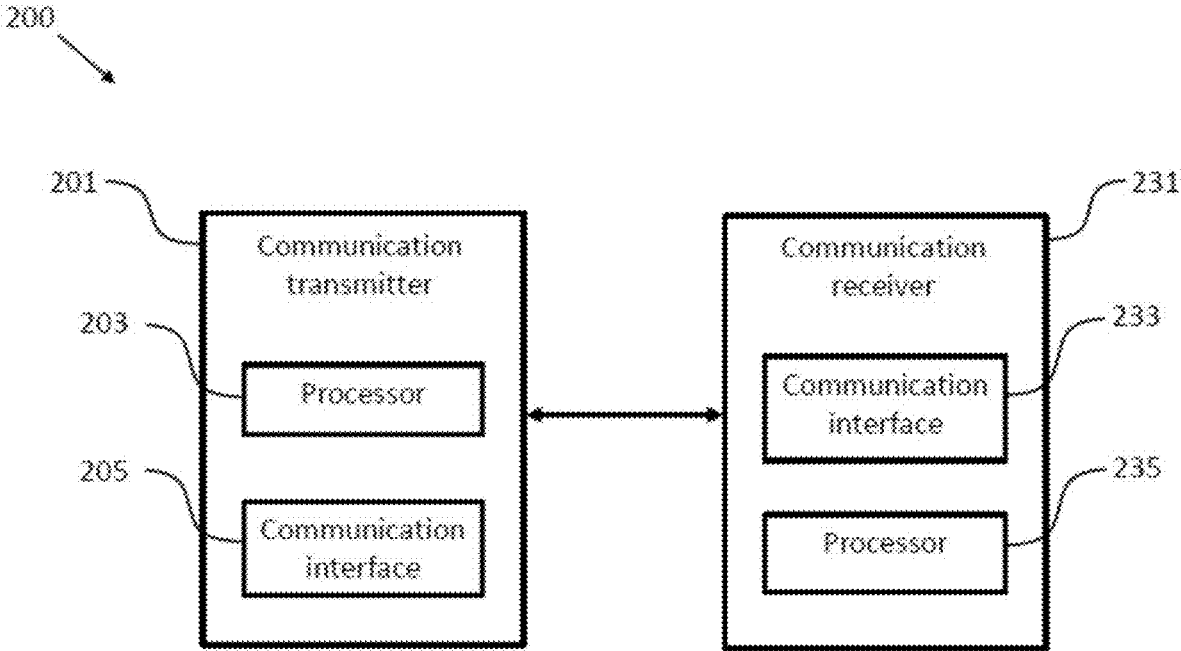 200
201
Communication
transmitter
203
Processor
205
Communication
interface
231
Communication
receiver
233
Communication
interface
235
Processor